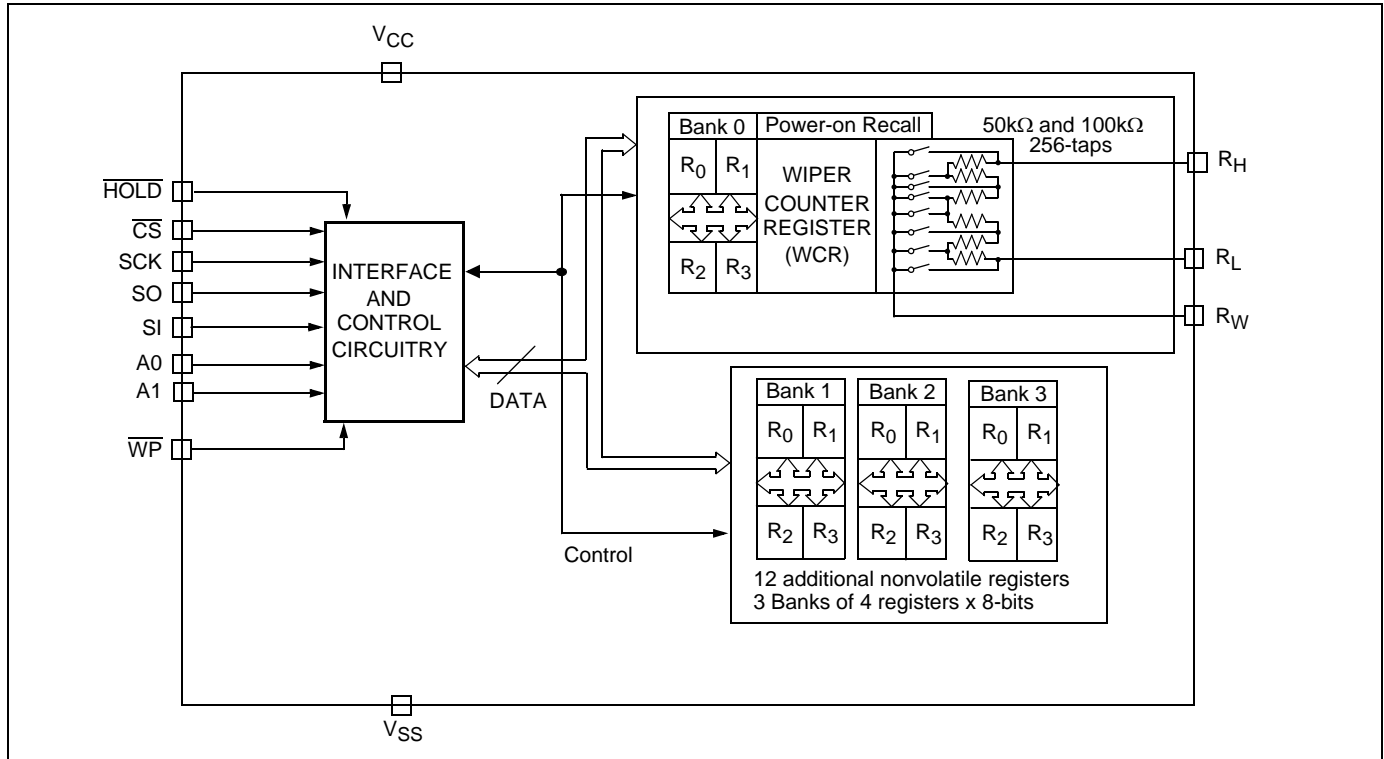 VCC
HOLD
CS
SCK
SO
SI
A0
A1
WP
INTERFACE
AND
CONTROL
CIRCUITRY
DATA
Control
Bank 0
Power-on Recall
R0 R1
R2 R3
WIPER
COUNTER
REGISTER
(WCR)
50kΩ and 100kΩ
256-taps
RH
RL
RW
Bank 1
R0 R1
R2 R3
Bank 2
R0 R1
R2 R3
Bank 3
R0 R1
R2 R3
12 additional nonvolatile registers
3 Banks of 4 registers x 8-bits
VSS